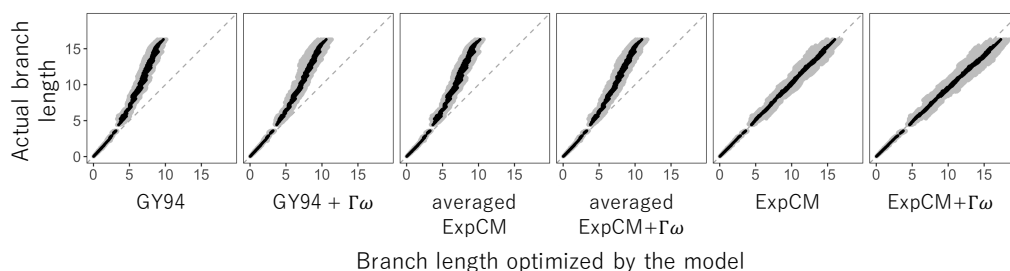 Actual branch
length
15
10
5
0
0 5 10 15 0 5 10 15 0 5 10 15 0 5 10 15 0 5 10 15 0 5 10 15
GY94 GY94 + Γω averaged averaged ExpCM ExpCM+Γω
ExpCM ExpCM+Γω
Branch length optimized by the model